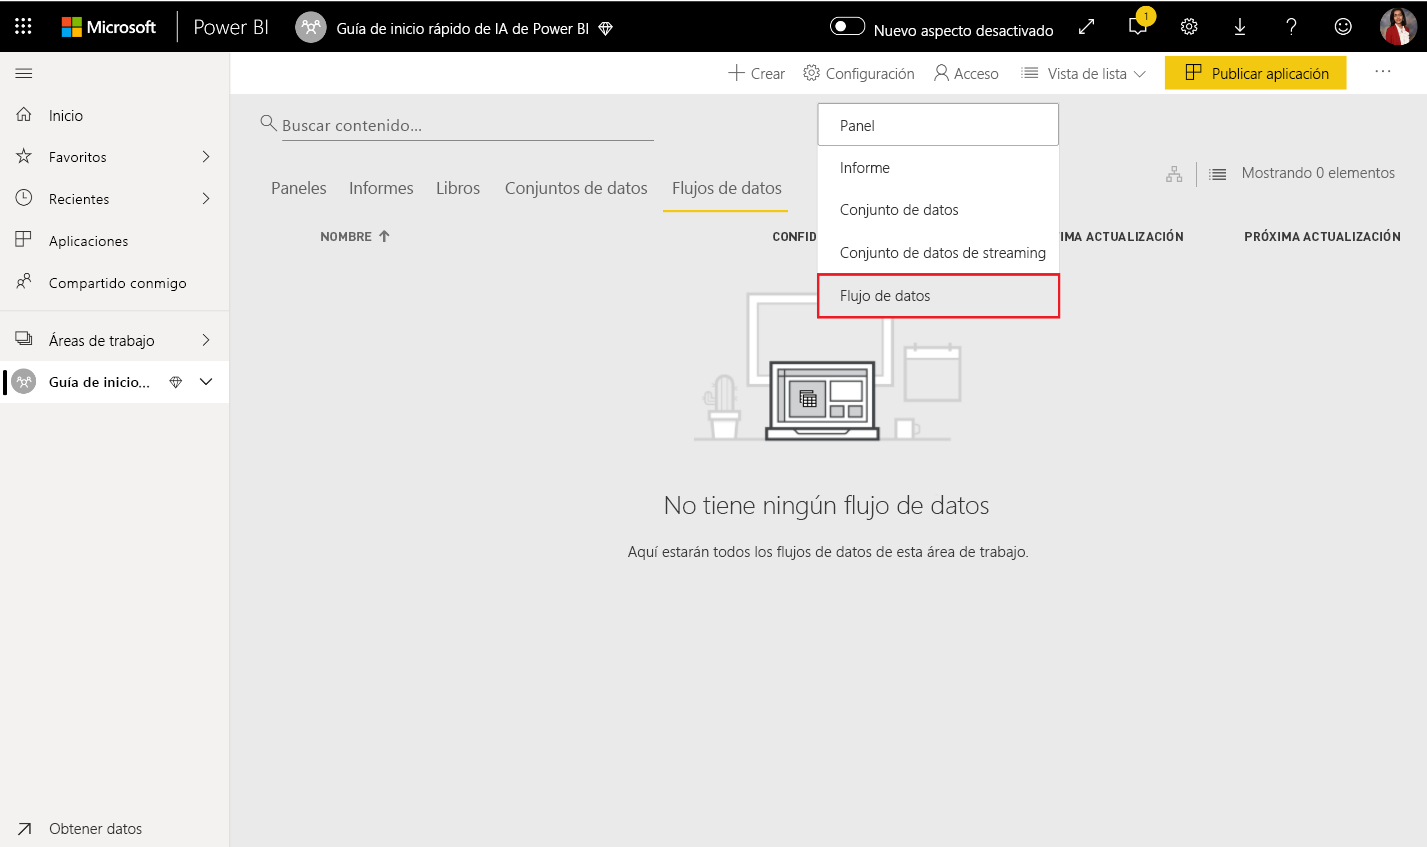 Microsoft Power BI Guía de inicio rápido de IA de Power BI Nuevo aspecto desactivado 1
Crear Configuración Acceso Vista de lista Publicar aplicación ...
Inicio
Favoritos
Recientes
Aplicaciones
Compartido conmigo
Áreas de trabajo
Guía de inicio...
Obtener datos
Buscar contenido...
Panel
Informe
Conjunto de datos
Conjunto de datos de streaming
Flujo de datos
Mostrando 0 elementos
Paneles Informes Libros Conjuntos de datos Flujos de datos
NOMBRE CONFID IMA ACTUALIZACIÓN PRÓXIMA ACTUALIZACIÓN
No tiene ningún flujo de datos
Aquí estarán todos los flujos de datos de esta área de trabajo.